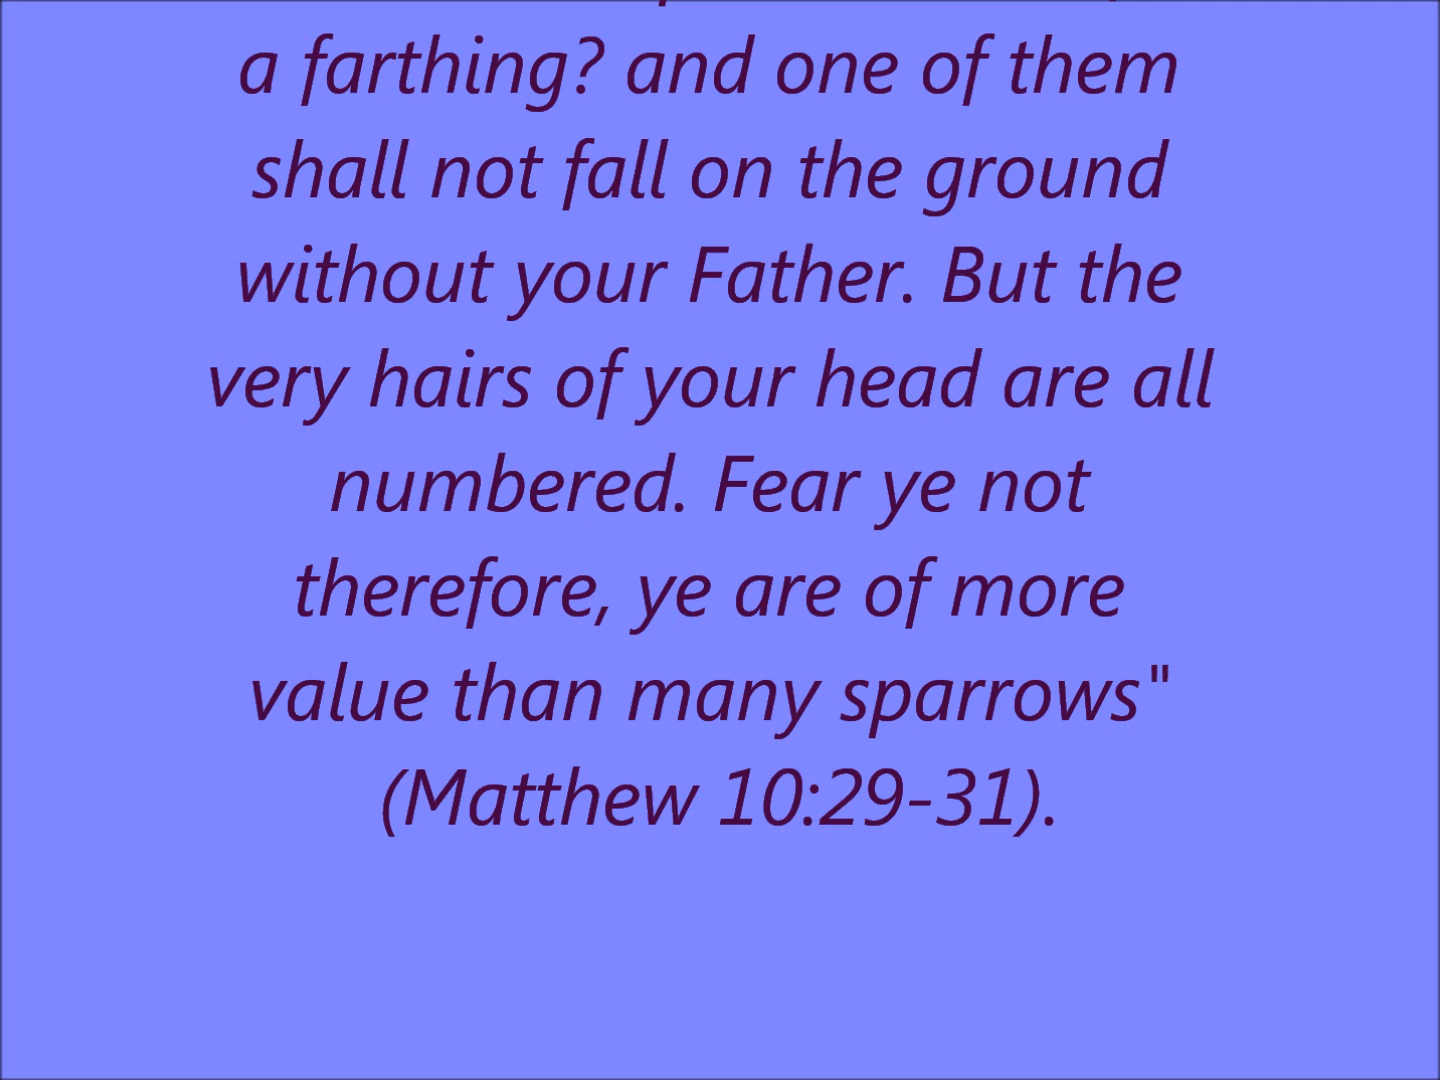 a farthing? and one of them
shall not fall on the ground
without your Father. But the
very hairs of your head are all
numbered. Fear ye not
therefore, ye are of more
value than many sparrows"
(Matthew 10:29-31).